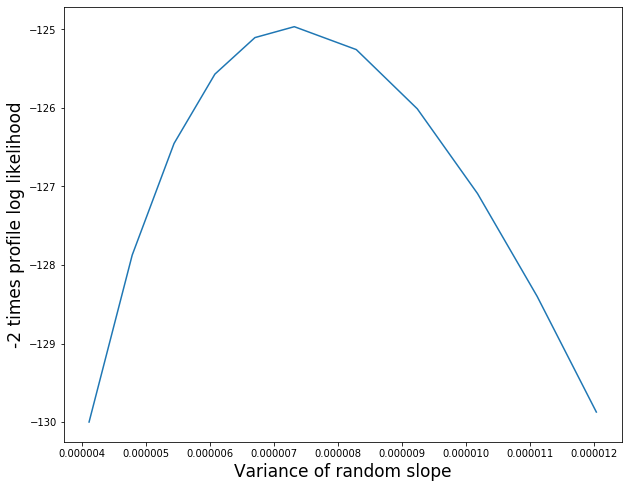 -2 times profile log likelihood
−125
−126
−127
−128
−129
−130
0.000004 0.000005 0.000006 0.000007 0.000008 0.000009 0.000010 0.000011 0.000012
Variance of random slope